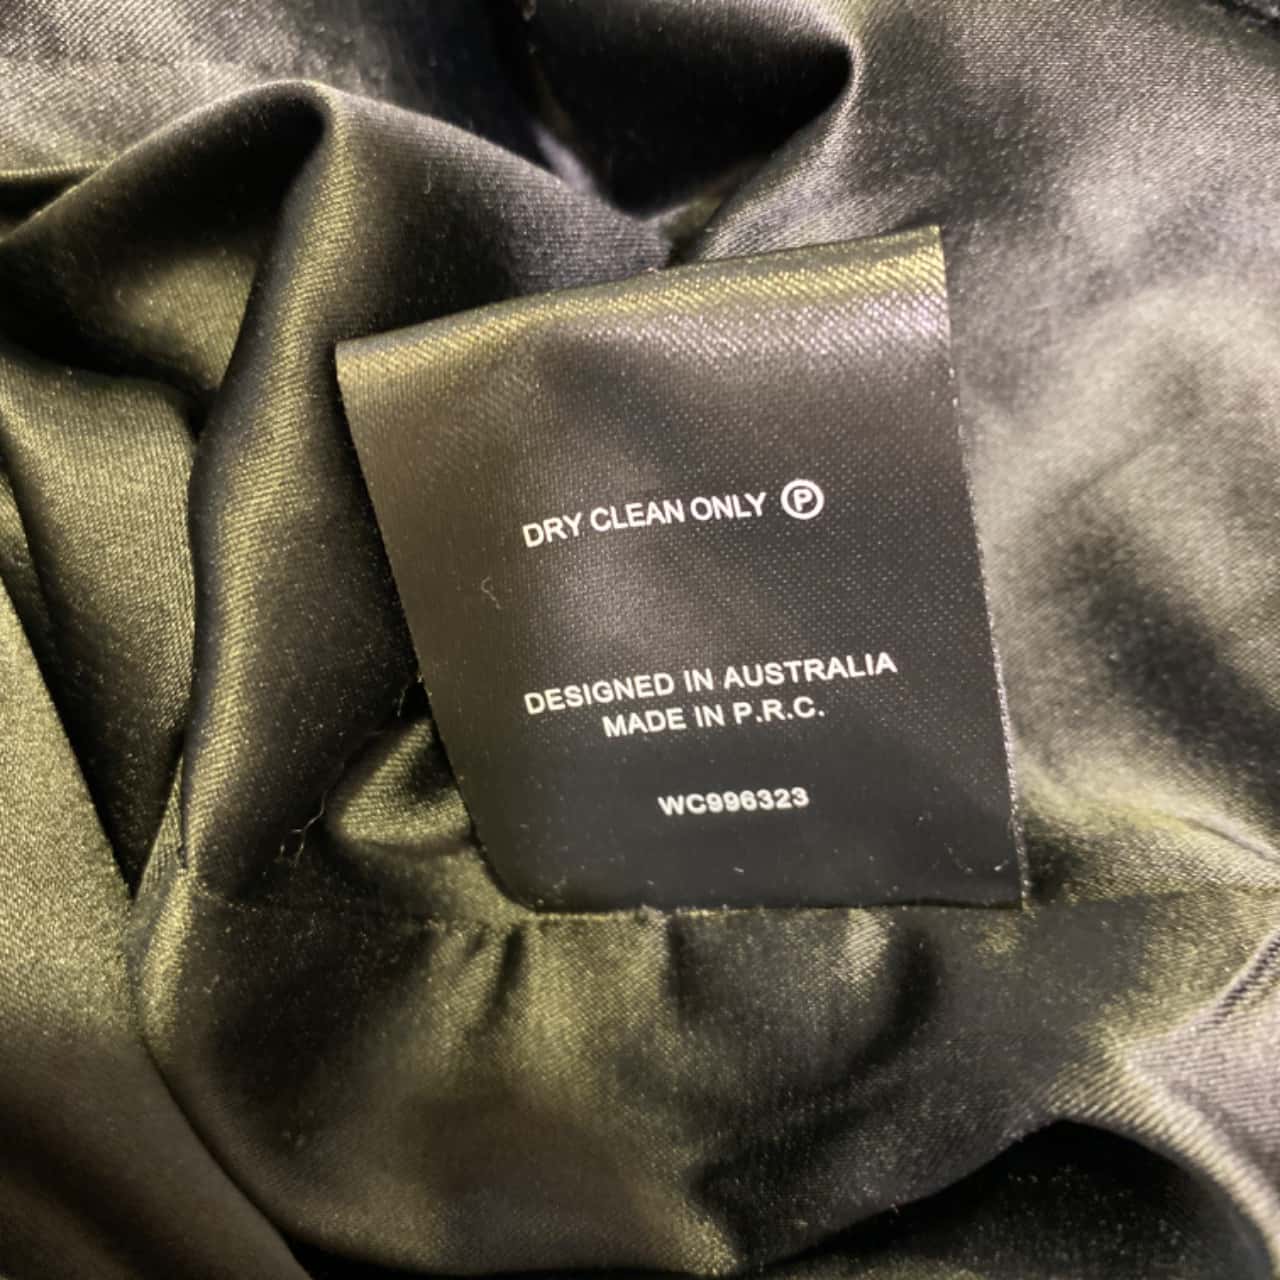 DRY CLEAN ONLY Ⓟ
DESIGNED IN AUSTRALIA
MADE IN P.R.C.
WC996323